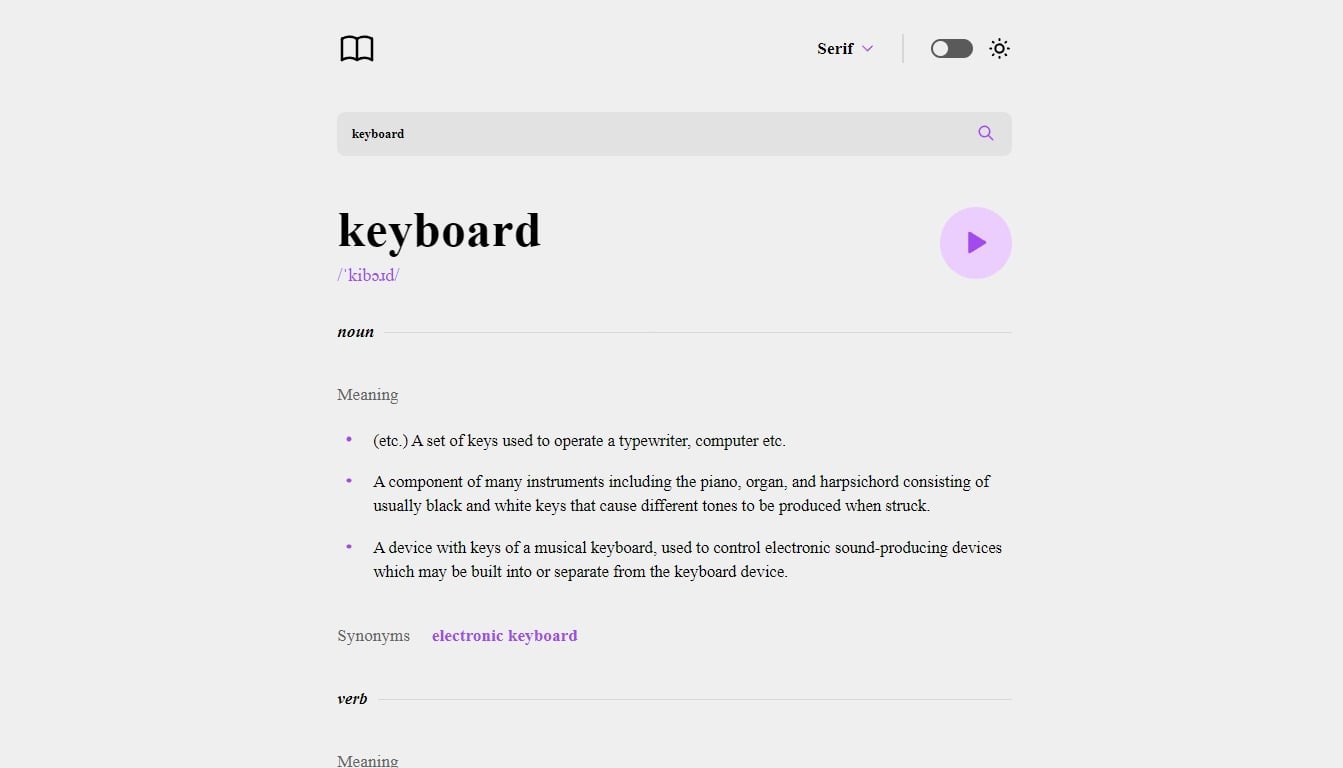 Serif
keyboard
keyboard
/ˈkibɔɹd/
noun
Meaning
(etc.) A set of keys used to operate a typewriter, computer etc.
A component of many instruments including the piano, organ, and harpsichord consisting of
usually black and white keys that cause different tones to be produced when struck.
A device with keys of a musical keyboard, used to control electronic sound-producing devices
which may be built into or separate from the keyboard device.
Synonyms electronic keyboard
verb
Meaning